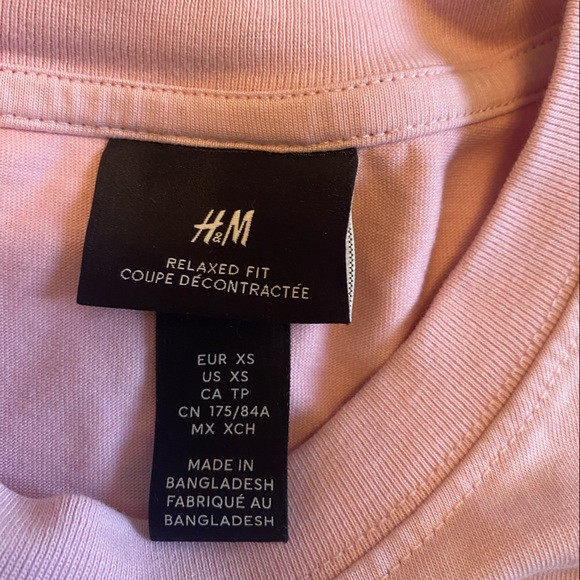 H&M
RELAXED FIT
COUPE DÉCONTRACTÉE
EUR XS
US XS
CA TP
CN 175/84A
MX XCH
MADE IN
BANGLADESH
FABRIQUÉ AU
BANGLADESH